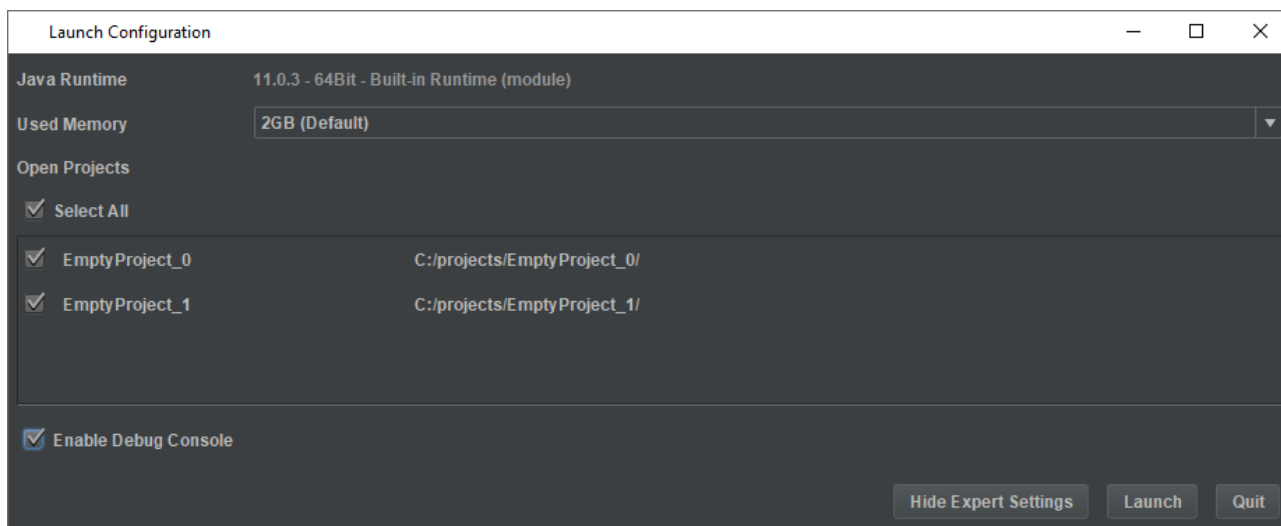 Launch Configuration
Java Runtime 11.0.3 - 64Bit - Built-in Runtime (module)
Used Memory 2GB (Default)
Open Projects
Select All
EmptyProject_0 C:/projects/EmptyProject_0/
EmptyProject_1 C:/projects/EmptyProject_1/
Enable Debug Console
Hide Expert Settings Launch Quit